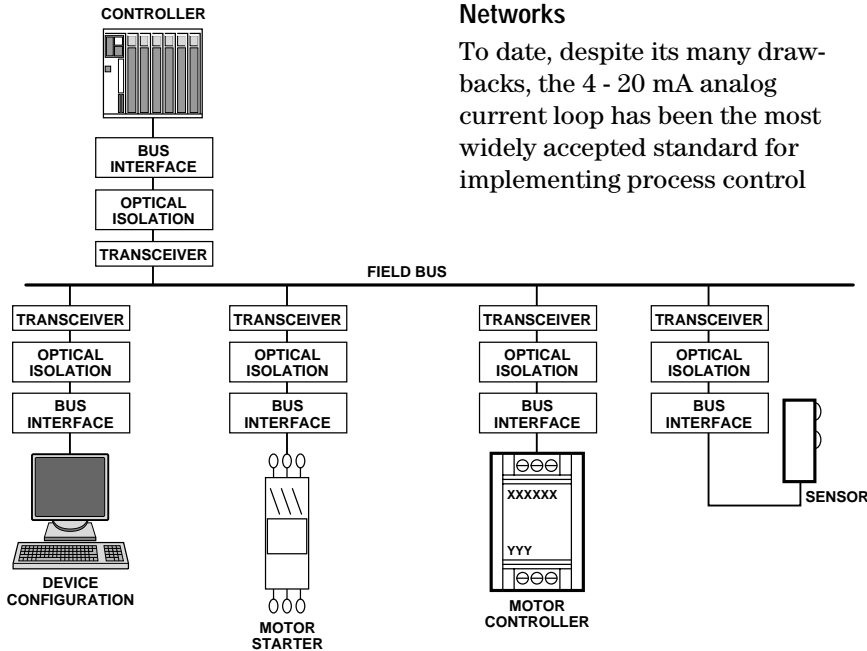 CONTROLLER
Networks
To date, despite its many draw-
backs, the 4 - 20 mA analog
current loop has been the most
widely accepted standard for
implementing process control
BUS
INTERFACE
OPTICAL
ISOLATION
TRANSCEIVER
FIELD BUS
TRANSCEIVER
OPTICAL
ISOLATION
BUS
INTERFACE
DEVICE
CONFIGURATION
TRANSCEIVER
OPTICAL
ISOLATION
BUS
INTERFACE
MOTOR
STARTER
TRANSCEIVER
OPTICAL
ISOLATION
BUS
INTERFACE
XXXXXX
YYY
MOTOR
CONTROLLER
TRANSCEIVER
OPTICAL
ISOLATION
BUS
INTERFACE
SENSOR